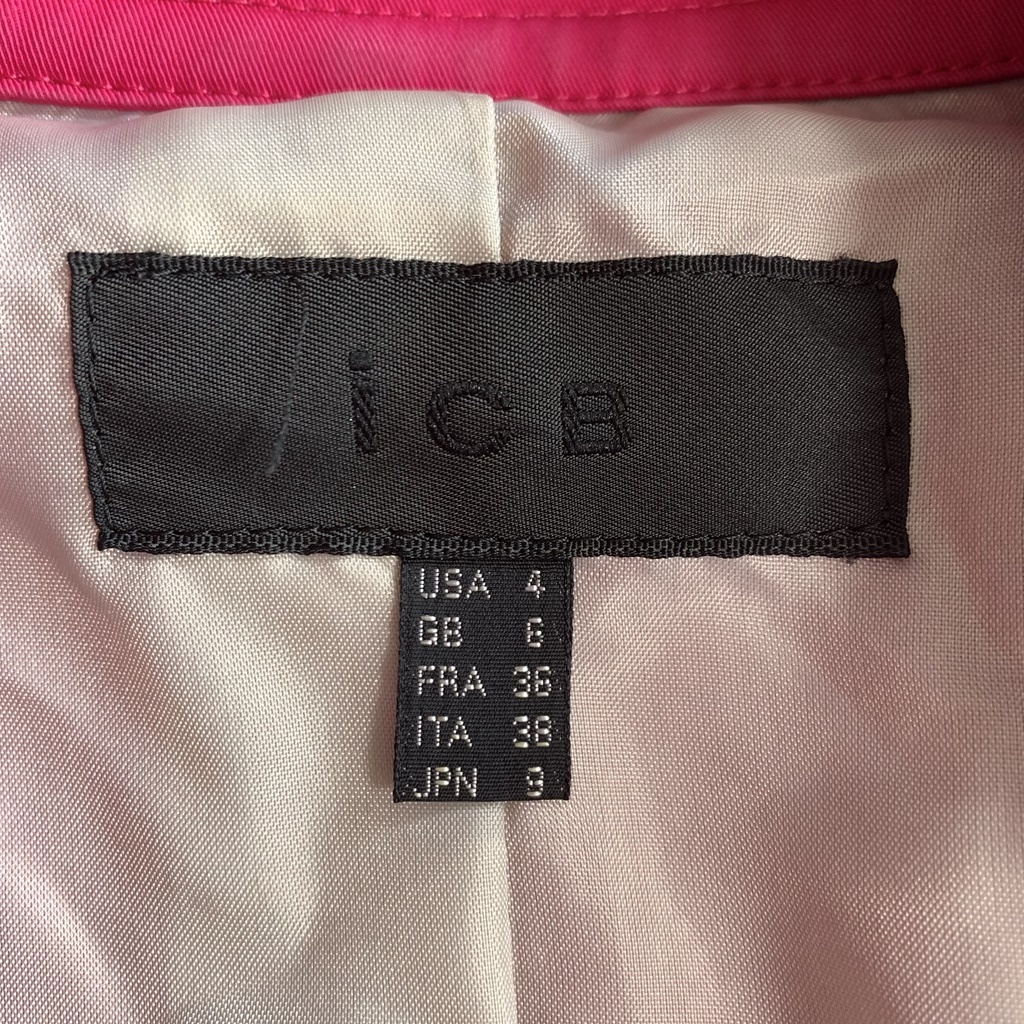 iCB
USA 4
GB 6
FRA 36
ITA 38
JPN 9